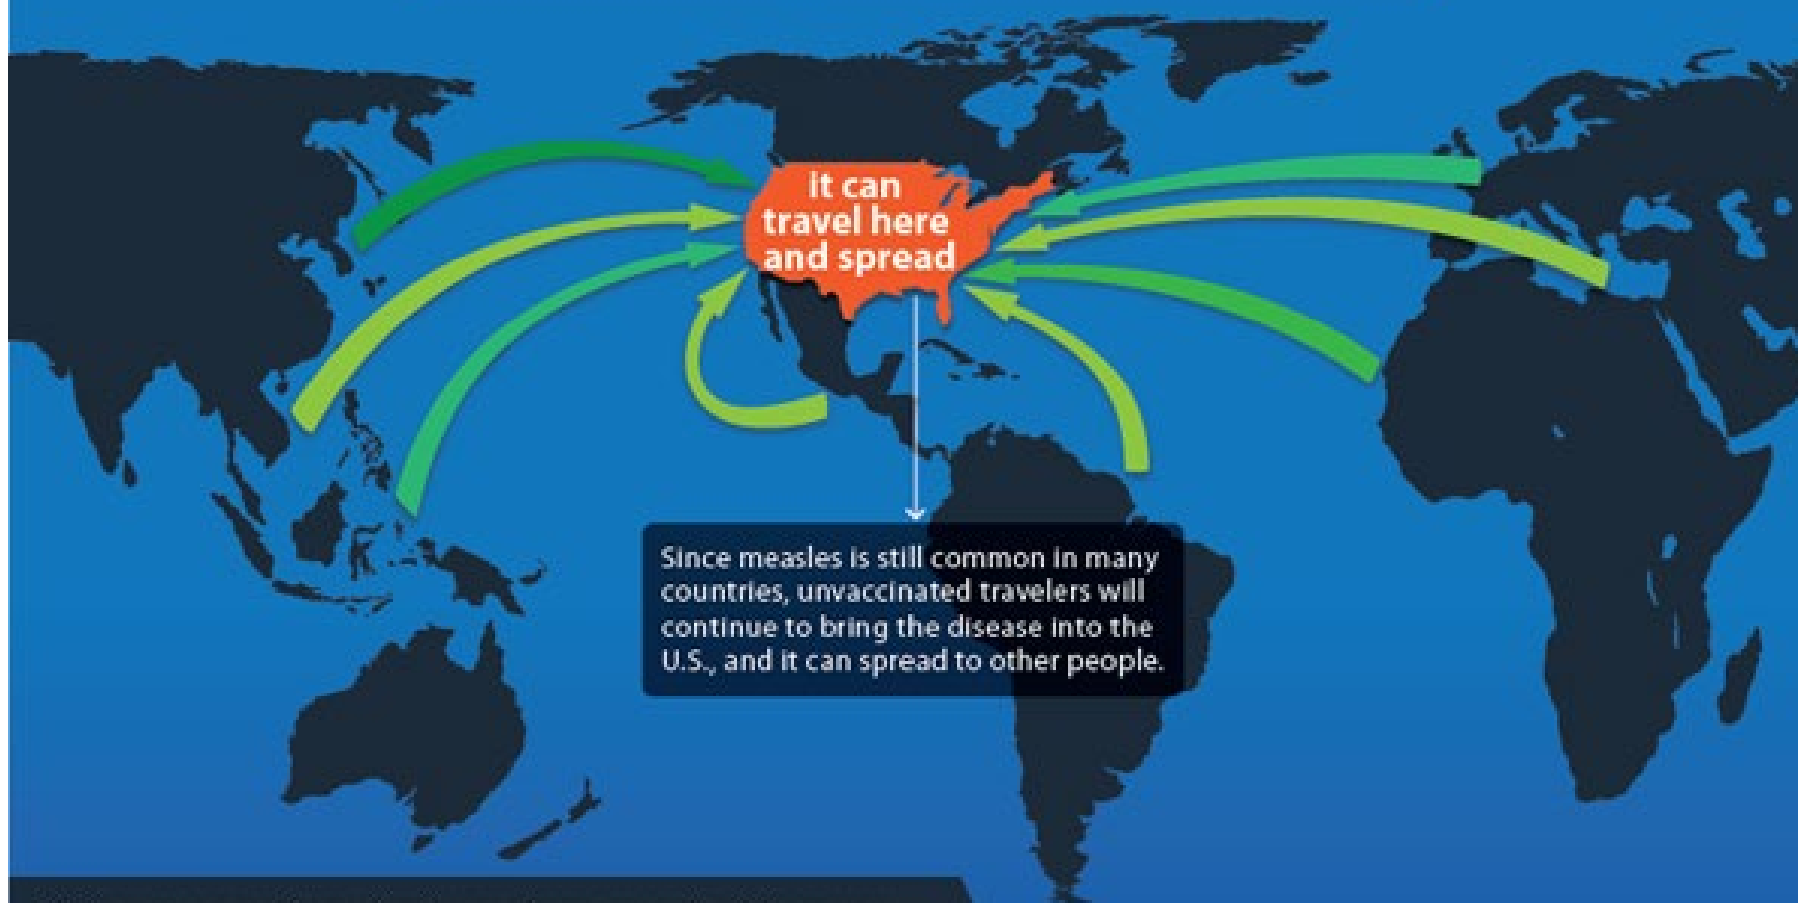 it can
travel here
and spread
Since measles is still common in many
countries, unvaccinated travelers will
continue to bring the disease into the
U.S., and it can spread to other people.